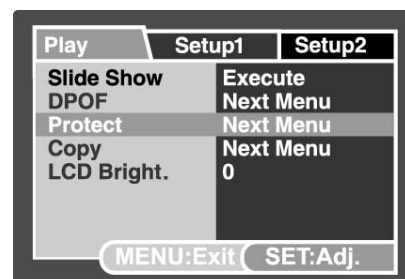 Play Setup1 Setup2
Slide Show Execute
DPOF Next Menu
Protect Next Menu
Copy Next Menu
LCD Bright. 0
MENU:Exit SET:Adj.